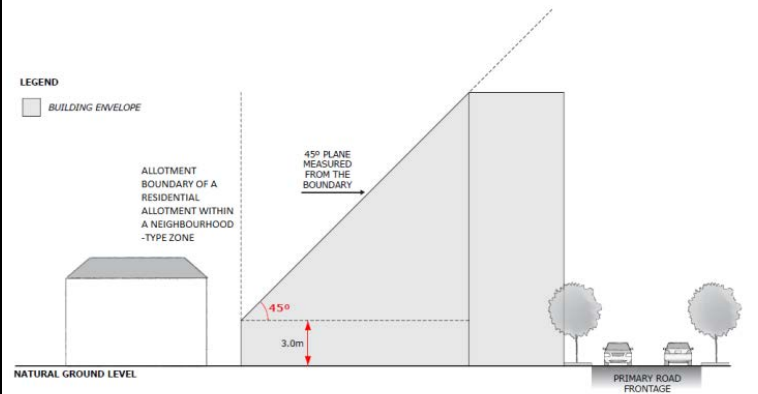 LEGEND
BUILDING ENVELOPE
ALLOTMENT
BOUNDARY OF A
RESIDENTIAL
ALLOTMENT WITHIN
A NEIGHBOURHOOD
-TYPE ZONE
45º PLANE
MEASURED
FROM THE
BOUNDARY
45º
3.0m
NATURAL GROUND LEVEL
PRIMARY ROAD
FRONTAGE